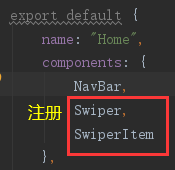 export default {
name: "Home",
components: {
NavBar,
注册 Swiper,
SwiperItem
},